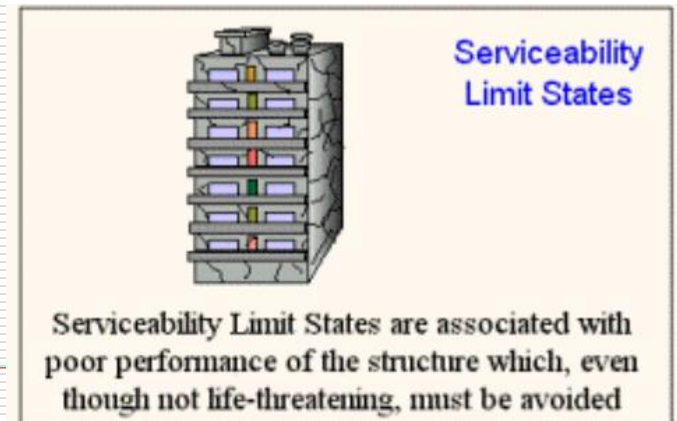 Serviceability
Limit States
Serviceability Limit States are associated with
poor performance of the structure which, even
though not life-threatening, must be avoided